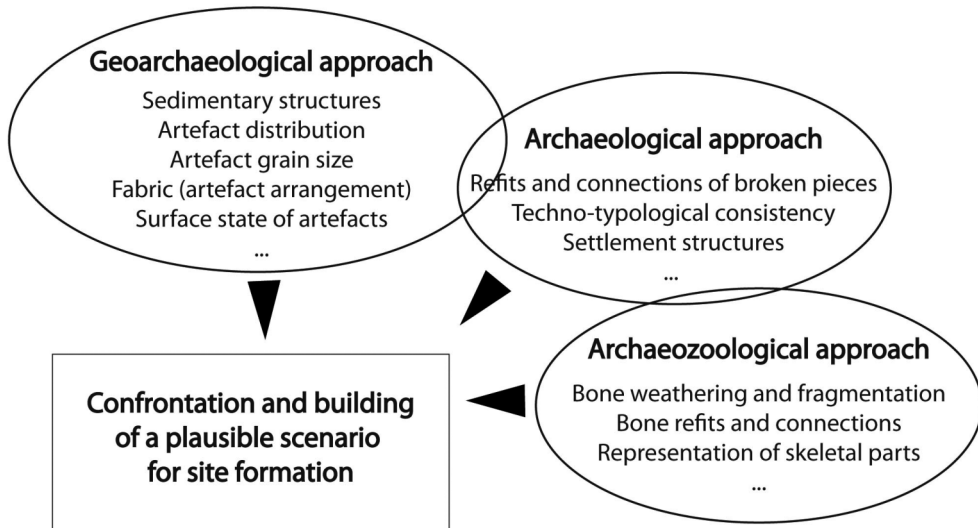 Geoarchaeological approach
Sedimentary structures
Artefact distribution
Artefact grain size
Fabric (artefact arrangement)
Surface state of artefacts
...
Archaeological approach
Refits and connections of broken pieces
Techno-typological consistency
Settlement structures
...
Archaeozoological approach
Bone weathering and fragmentation
Bone refits and connections
Representation of skeletal parts
...
Confrontation and building
of a plausible scenario
for site formation